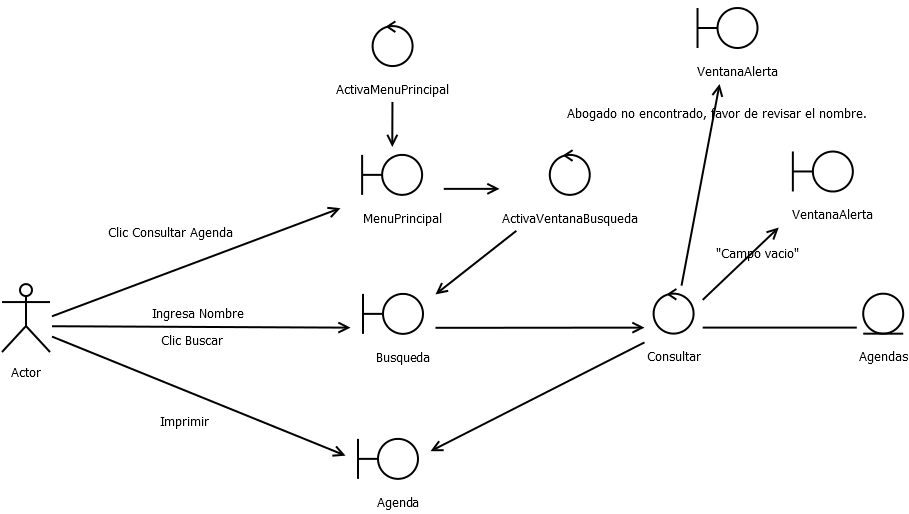 VentanaAlerta
ActivaMenuPrincipal
Abogado no encontrado, favor de revisar el nombre.
MenuPrincipal
ActivaVentanaBusqueda
VentanaAlerta
Clic Consultar Agenda
"Campo vacio"
Ingresa Nombre
Clic Buscar
Busqueda
Consultar
Agendas
Actor
Imprimir
Agenda